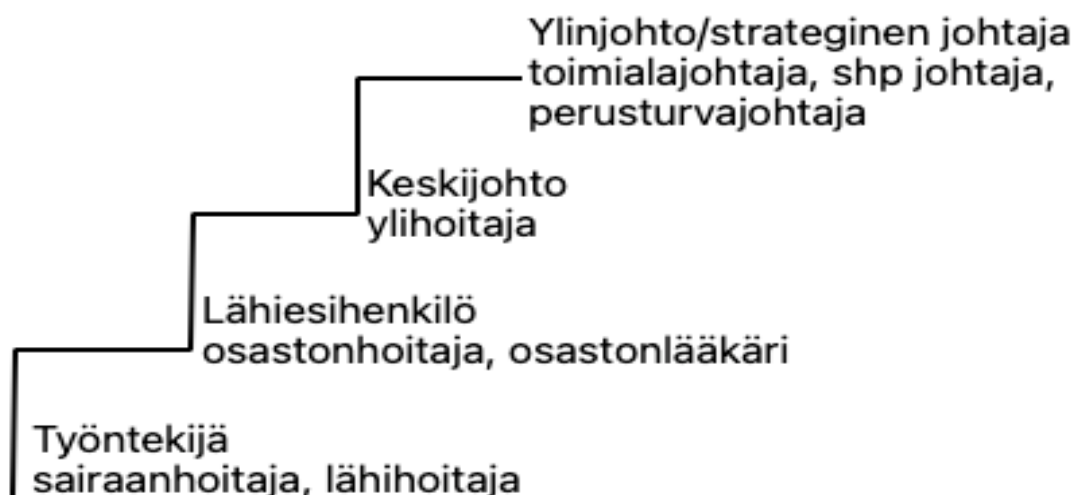 Ylinjohto/strateginen johtaja
toimialajohtaja, shp johtaja,
perusturvajohtaja
Keskijohto
ylihoitaja
Lähiesihenkilö
osastonhoitaja, osastonlääkäri
Työntekijä
sairaanhoitaja, lähihoitaja